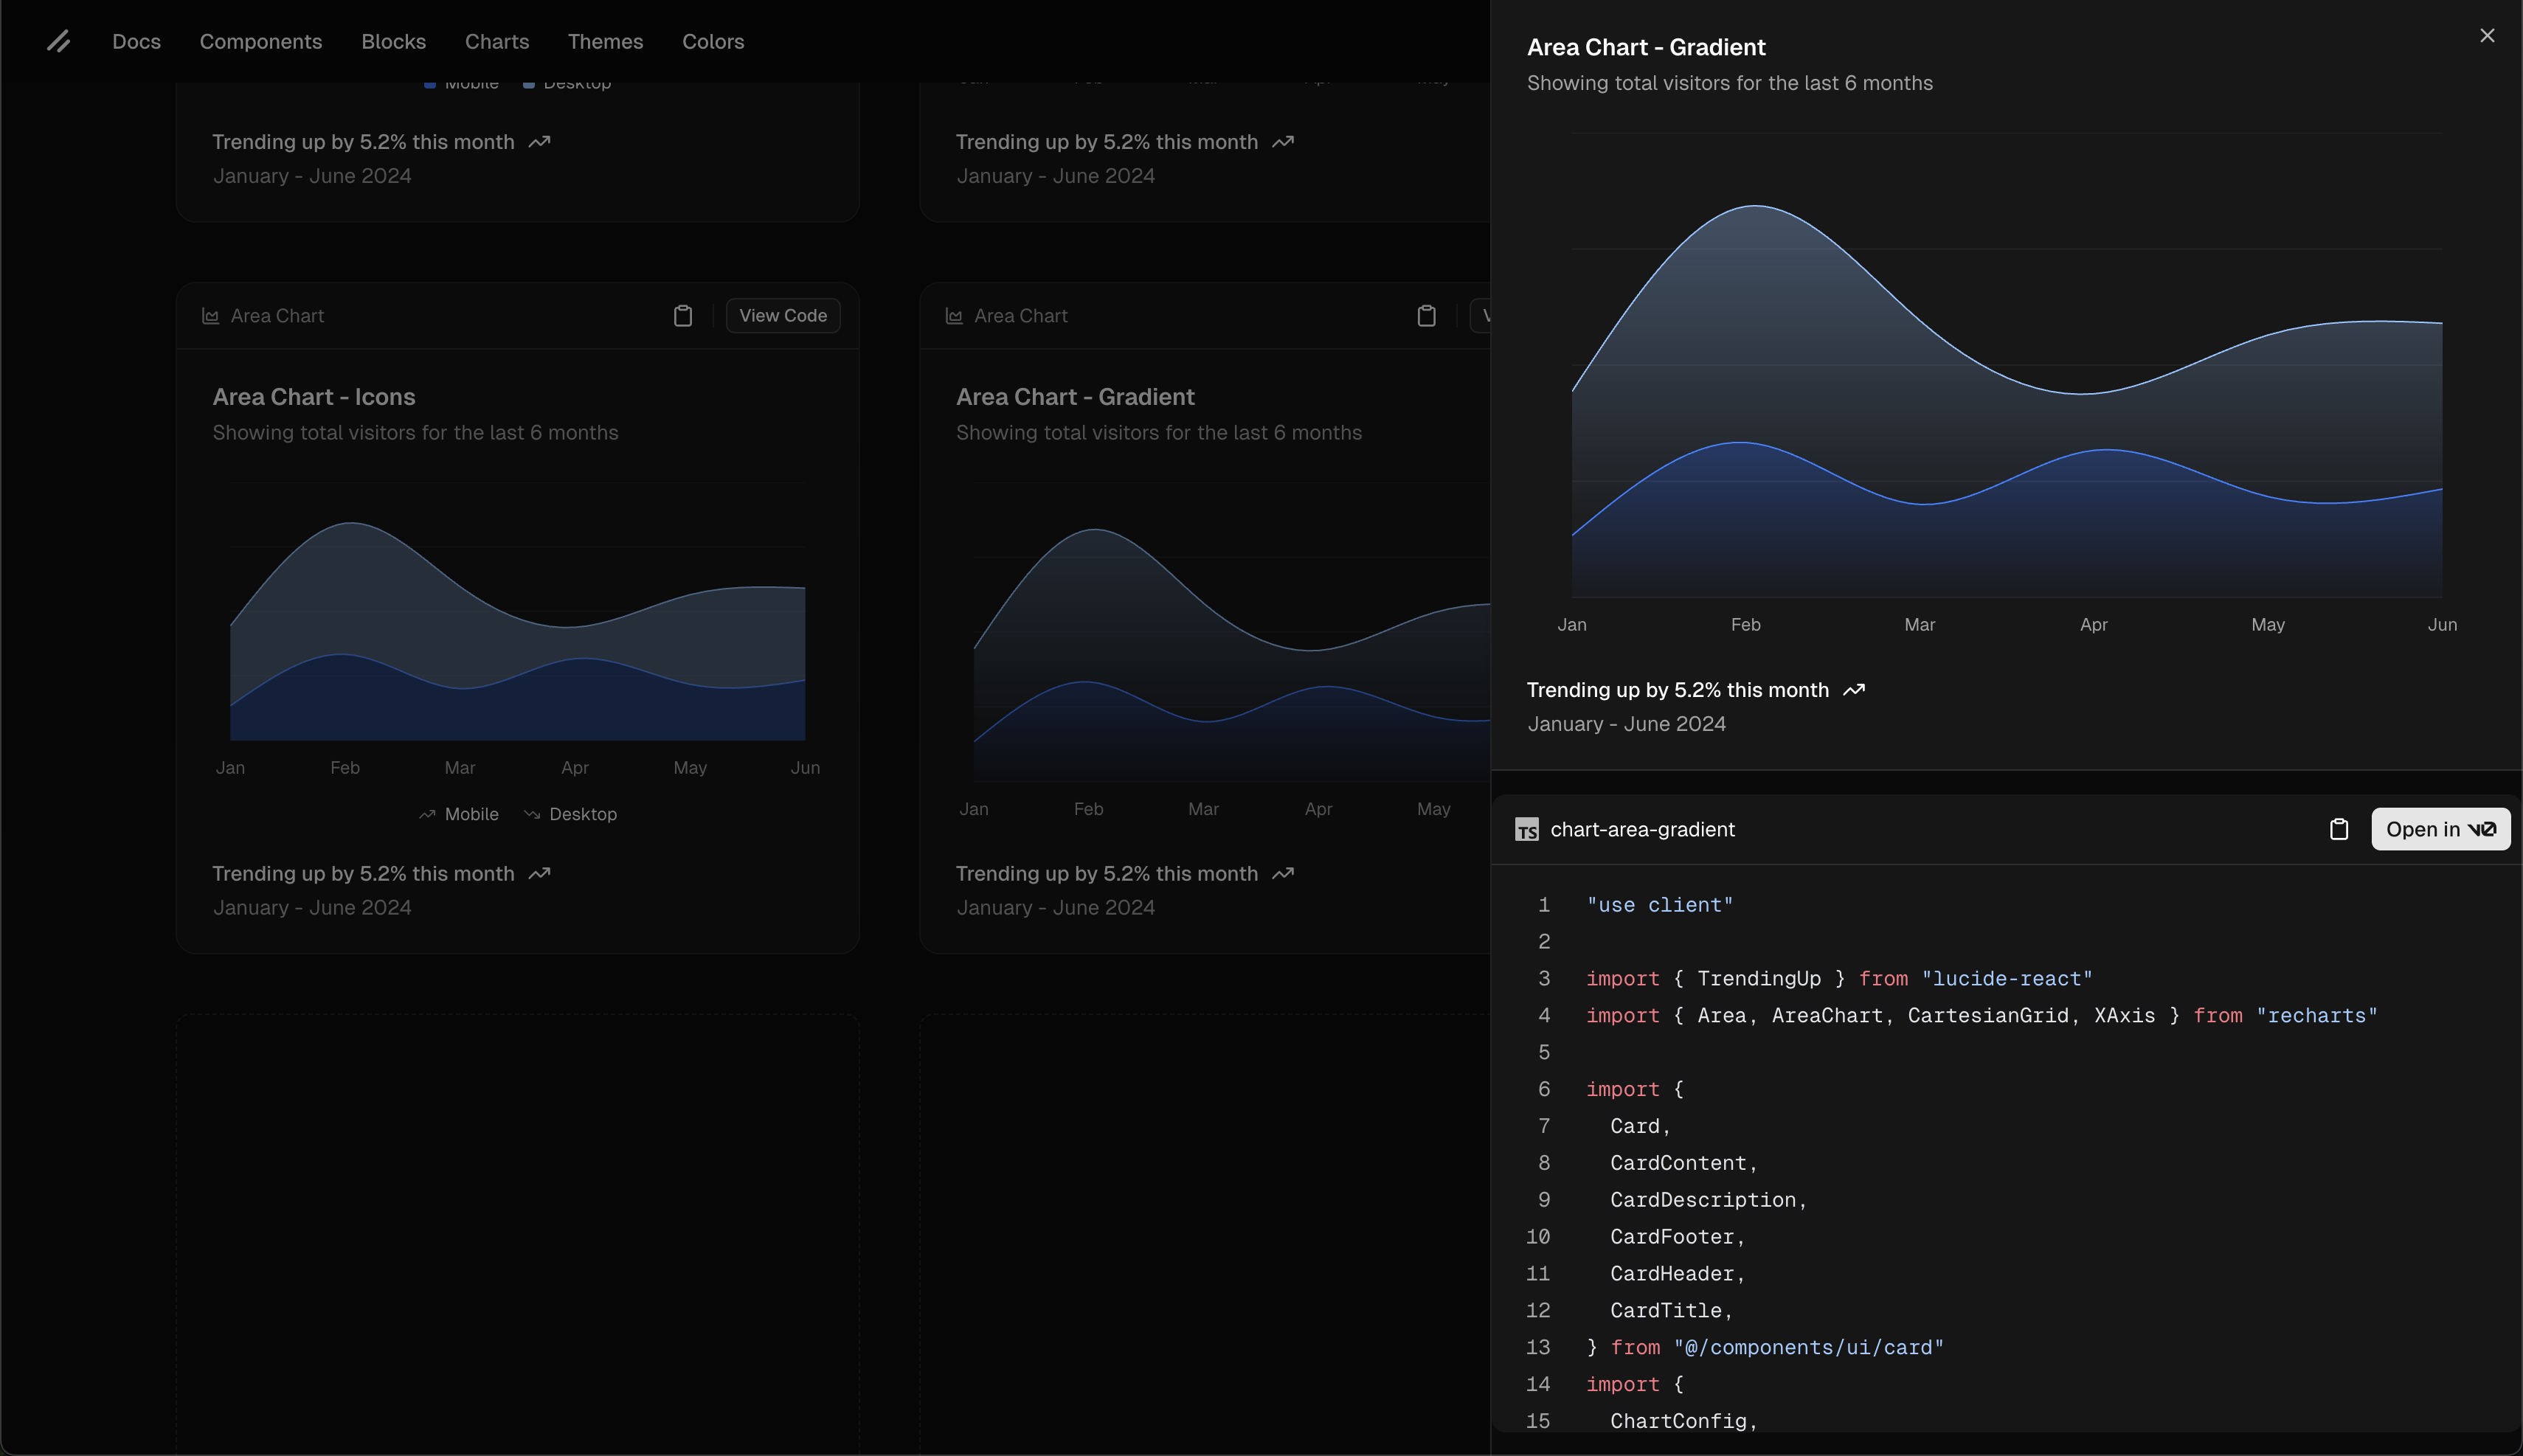 Docs Components Blocks Charts Themes Colors
Mobile Desktop
Trending up by 5.2% this month
January - June 2024
Jan Feb Mar Apr May
Trending up by 5.2% this month
January - June 2024
Area Chart View Code
Area Chart - Icons
Showing total visitors for the last 6 months
Jan Feb Mar Apr May Jun
Mobile Desktop
Trending up by 5.2% this month
January - June 2024
Area Chart
Area Chart - Gradient
Showing total visitors for the last 6 months
Jan Feb Mar Apr May
Trending up by 5.2% this month
January - June 2024
Area Chart - Gradient
Showing total visitors for the last 6 months
Jan Feb Mar Apr May Jun
Trending up by 5.2% this month
January - June 2024
TS chart-area-gradient Open in v0
1 "use client"
2
3 import { TrendingUp } from "lucide-react"
4 import { Area, AreaChart, CartesianGrid, XAxis } from "recharts"
5
6 import {
7 Card,
8 CardContent,
9 CardDescription,
10 CardFooter,
11 CardHeader,
12 CardTitle,
13 } from "@/components/ui/card"
14 import {
15 ChartConfig,